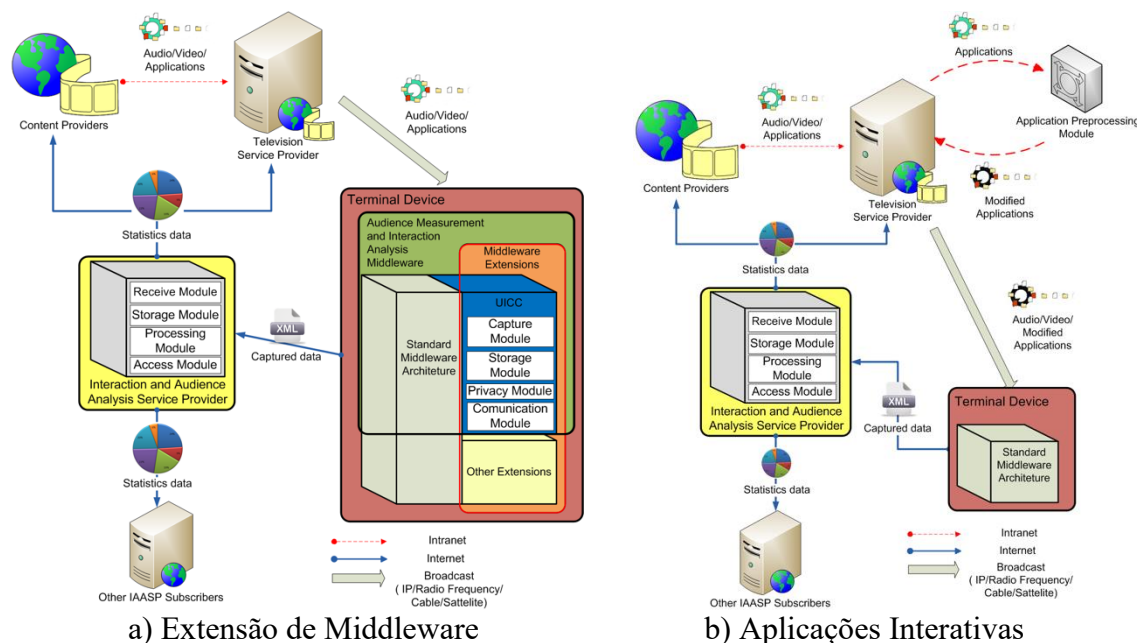 Audio/Video/
Applications
Content Providers
Television
Service Provider
Audio/Video/
Applications
Statistics data
Receive Module
Storage Module
Processing
Module
Access Module
Interaction and Audience
Analysis Service Provider
XML
Captured data
Statistics data
Other IAASP Subscribers
Terminal Device
Audience Measurement
and Interaction
Analysis
Middleware
Middleware
Extensions
Standard
Middleware
Architeture
UICC
Capture
Module
Storage
Module
Privacy Module
Comunication
Module
Other Extensions
Intranet
Internet
Broadcast
( IP/Radio Frequency/
Cable/Sattelite)
a) Extensão de Middleware
Applications
Application Preprocessing
Module
Audio/Video/
Applications
Content Providers
Television
Service Provider
Modified
Applications
Statistics data
Receive Module
Storage Module
Processing
Module
Access Module
Interaction and Audience
Analysis Service Provider
XML
Captured data
Audio/Video/
Modified
Applications
Terminal Device
Standard
Middleware
Architeture
Statistics data
Other IAASP Subscribers
Intranet
Internet
Broadcast
( IP/Radio Frequency/
Cable/Sattelite)
b) Aplicações Interativas